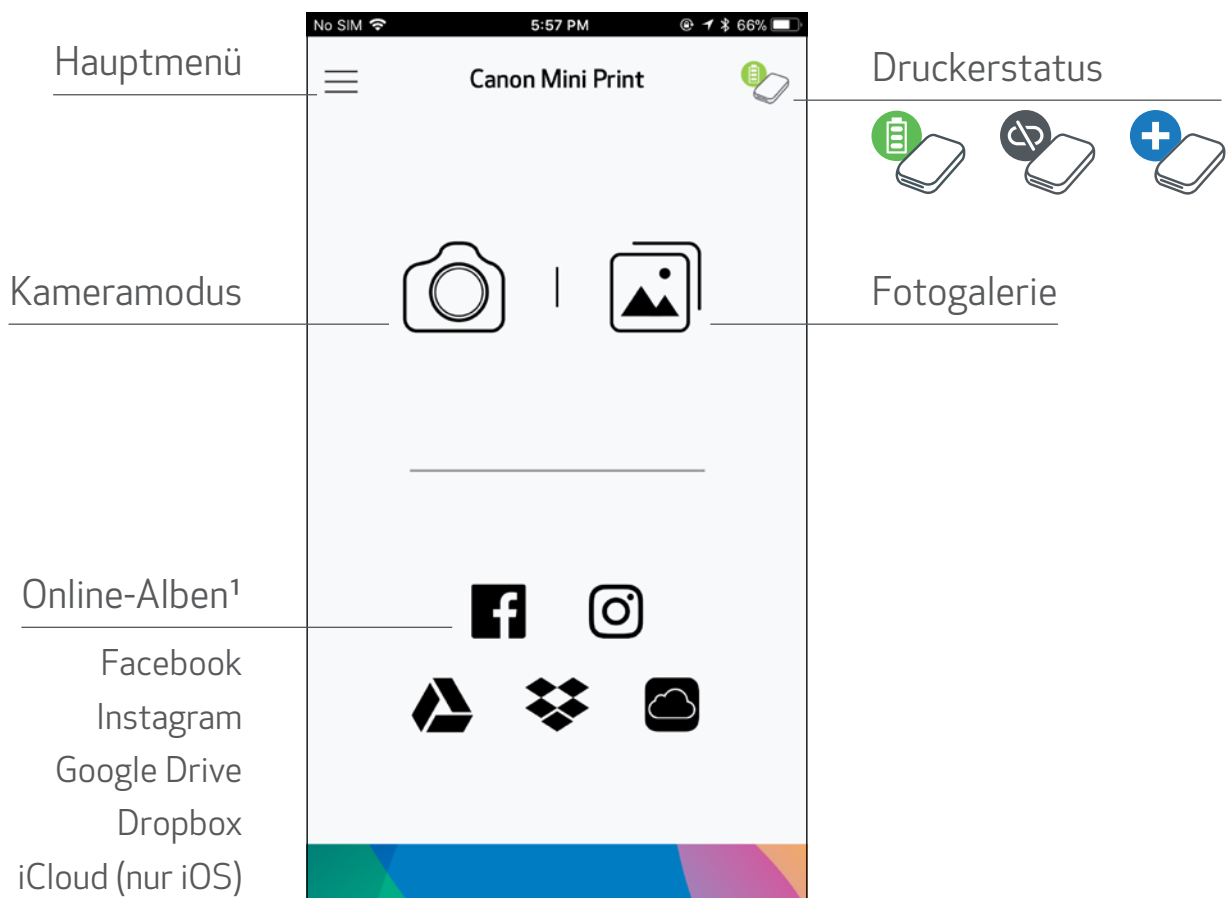 No SIM 5:57 PM 66%
Hauptmenü
Canon Mini Print
Druckerstatus
Kameramodus
Fotogalerie
Online-Alben¹
Facebook
Instagram
Google Drive
Dropbox
iCloud (nur iOS)